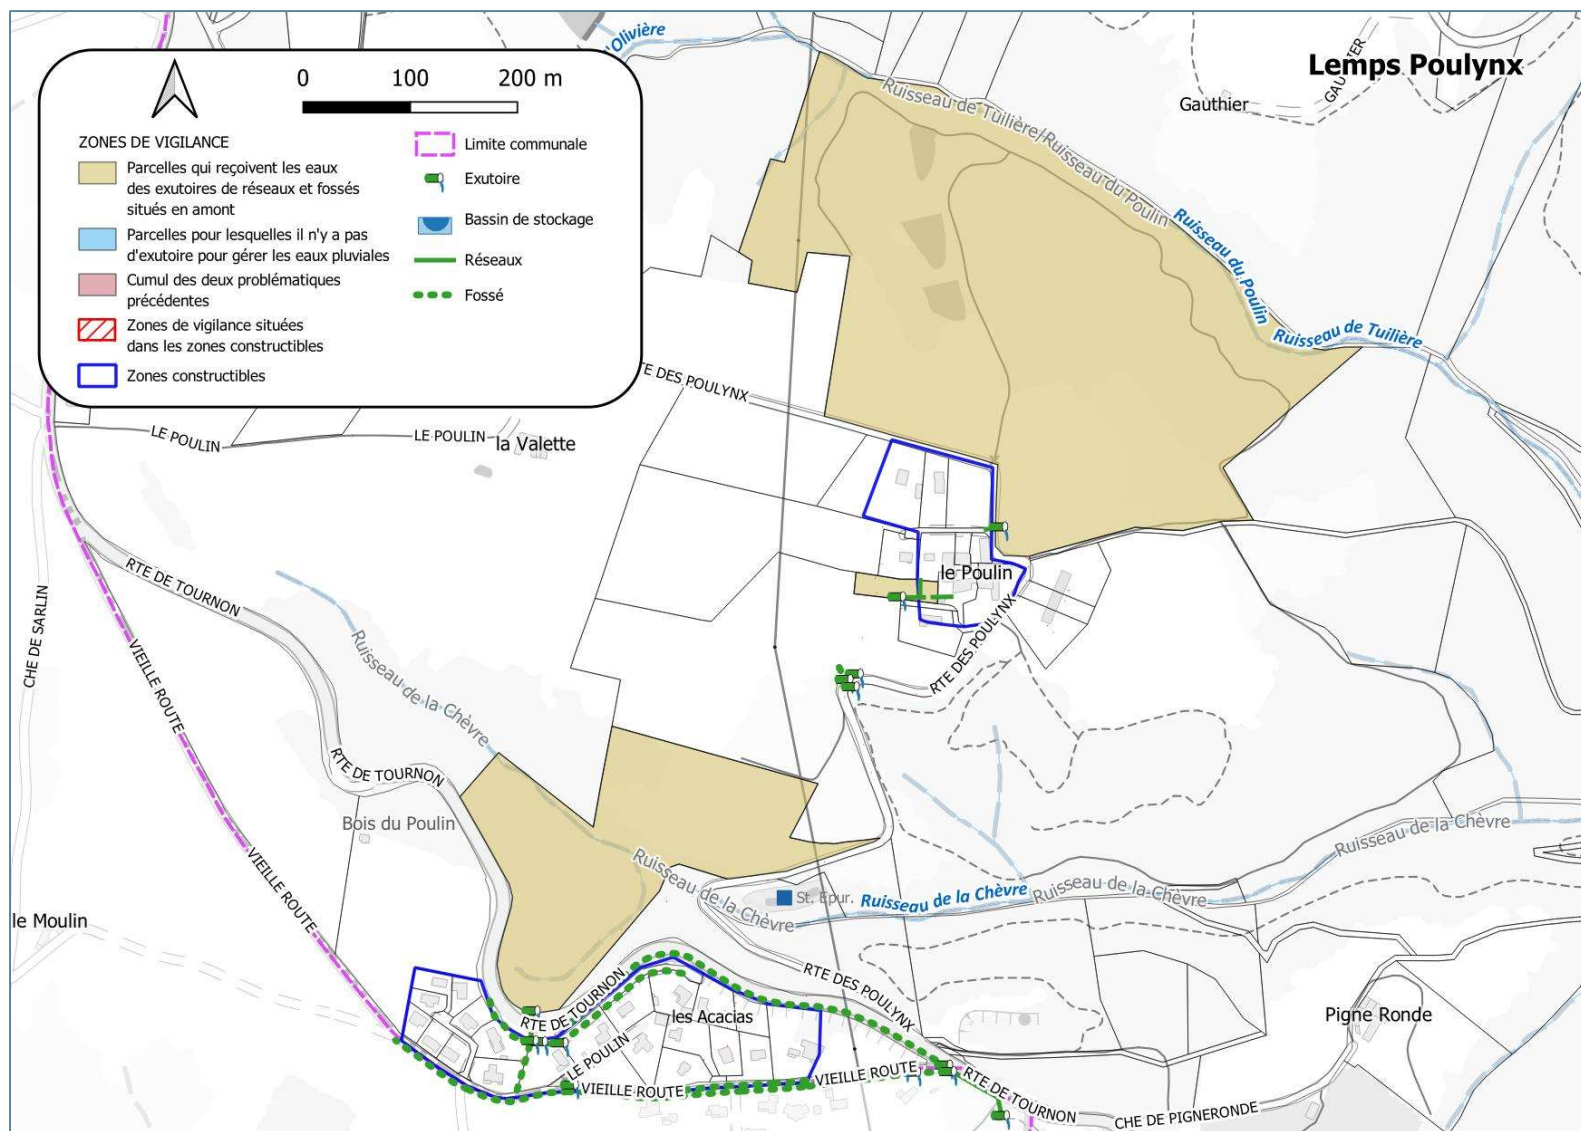 l'Olivière
Lemps Poulynx
Gauthier
GAUTHIER
0 100 200 m
ZONES DE VIGILANCE
Parcelles qui reçoivent les eaux
des exutoires de réseaux et fossés
situés en amont
Parcelles pour lesquelles il n'y a pas
d'exutoire pour gérer les eaux pluviales
Cumul des deux problématiques
précédentes
Zones de vigilance situées
dans les zones constructibles
Zones constructibles
Limite communale
Exutoire
Bassin de stockage
Réseaux
Fossé
Ruisseau de Tuilière/Ruisseau du Poulin
Ruisseau du Poulin
Ruisseau de Tuilière
TE DES POULYNX
LE POULIN
LE POULIN
la Valette
RTE DE TOURNON
CHE DE SARLIN
VIEILLE ROUTE
Ruisseau de la Chèvre
le Poulin
RTE DES POULYNX
RTE DE TOURNON
Bois du Poulin
VIEILLE ROUTE
le Moulin
Ruisseau de la Chèvre
St. Epur.
Ruisseau de la Chèvre
Ruisseau de la Chèvre
Ruisseau de la Chèvre
RTE DES POULYNX
RTE DE TOURNON
les Acacias
LE POULIN
VIEILLE ROUTE
VIEILLE ROUTE
RTE DE TOURNON
CHE DE PIGNERONDE
Pigne Ronde